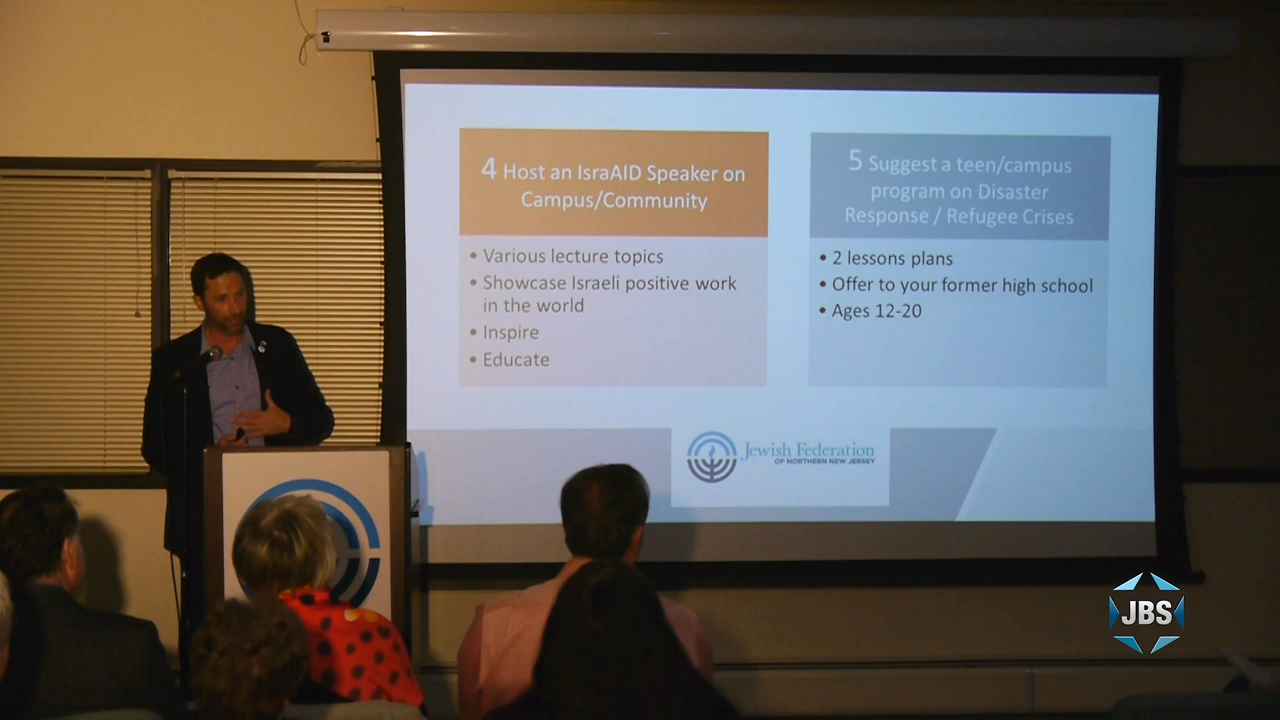 4 Host an IsraAID Speaker on
Campus/Community
• Various lecture topics
• Showcase Israeli positive work
in the world
• Inspire
• Educate
5 Suggest a teen/campus
program on Disaster
Response / Refugee Crises
• 2 lessons plans
• Offer to your former high school
• Ages 12-20
Jewish Federation
OF NORTHERN NEW JERSEY
JBS